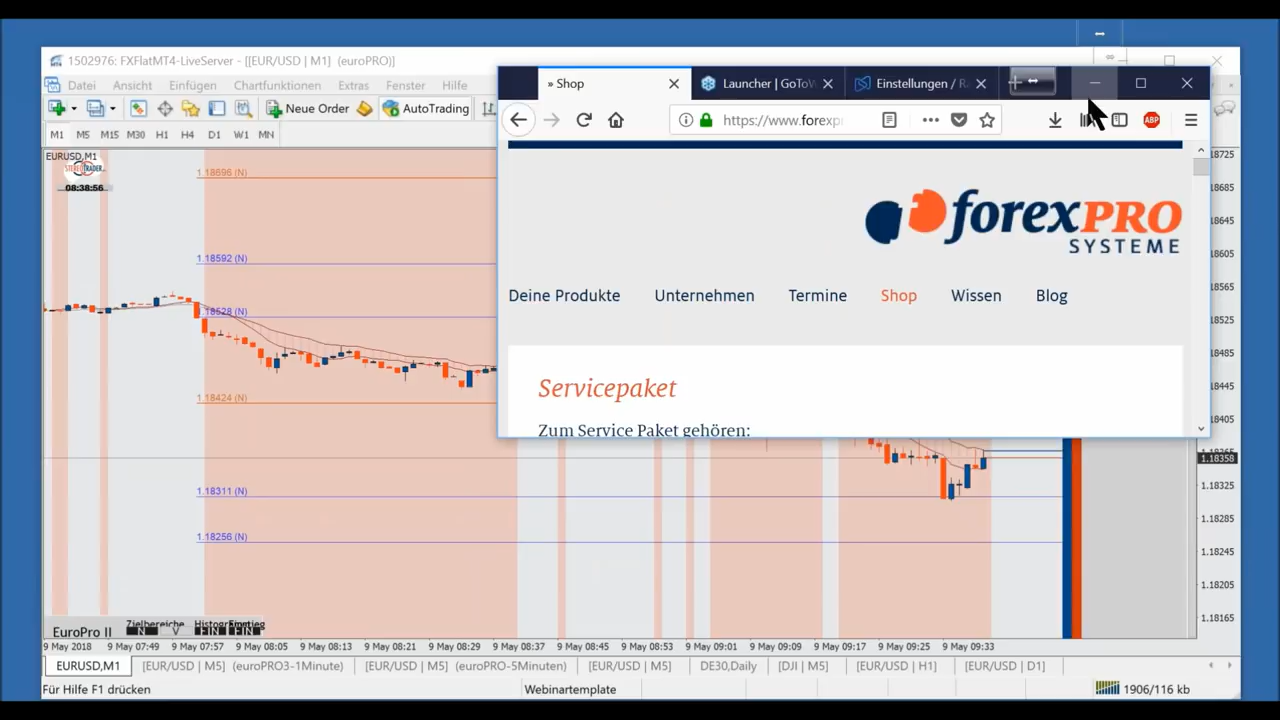 1502976: FXFlatMT4-LiveServer - [[EUR/USD | M1] (euroPRO)]
Datei Ansicht Einfügen Chartfunktionen Extras Fenster Hilfe
New Order AutoTrading
M1 M5 M15 M30 H1 H4 D1 W1 MN
» Shop
Launcher | GoToW
Einstellungen / Ra
https://www.forexpr
ABP
forexPRO
SYSTEME
Deine Produkte Unternehmen Termine Shop Wissen Blog
Servicepaket
Zum Service Paket gehören:
EURUSD,M1
STEREOTRADER
08:38:56
1.18696 (N)
1.18592 (N)
1.18528 (N)
1.18424 (N)
1.18311 (N)
1.18256 (N)
1.18725
1.18685
1.18645
1.18605
1.18565
1.18525
1.18485
1.18445
1.18405
1.18358
1.18325
1.18285
1.18245
1.18205
1.18165
EuroPro II
Zielbereiche
N V EIN EIN
9 May 2018 9 May 07:49 9 May 07:57 9 May 08:05 9 May 08:13 9 May 08:21 9 May 08:29 9 May 08:37 9 May 08:45 9 May 08:53 9 May 09:01 9 May 09:09 9 May 09:17 9 May 09:25 9 May 09:33
EURUSD,M1 [EUR/USD | M5] (euroPRO3-1Minute) [EUR/USD | M5] (euroPRO-5Minuten) [EUR/USD | M5] DE30,Daily [DJI | M5] [EUR/USD | H1] [EUR/USD | D1]
Für Hilfe F1 drücken Webinartemplate 1906/116 kb